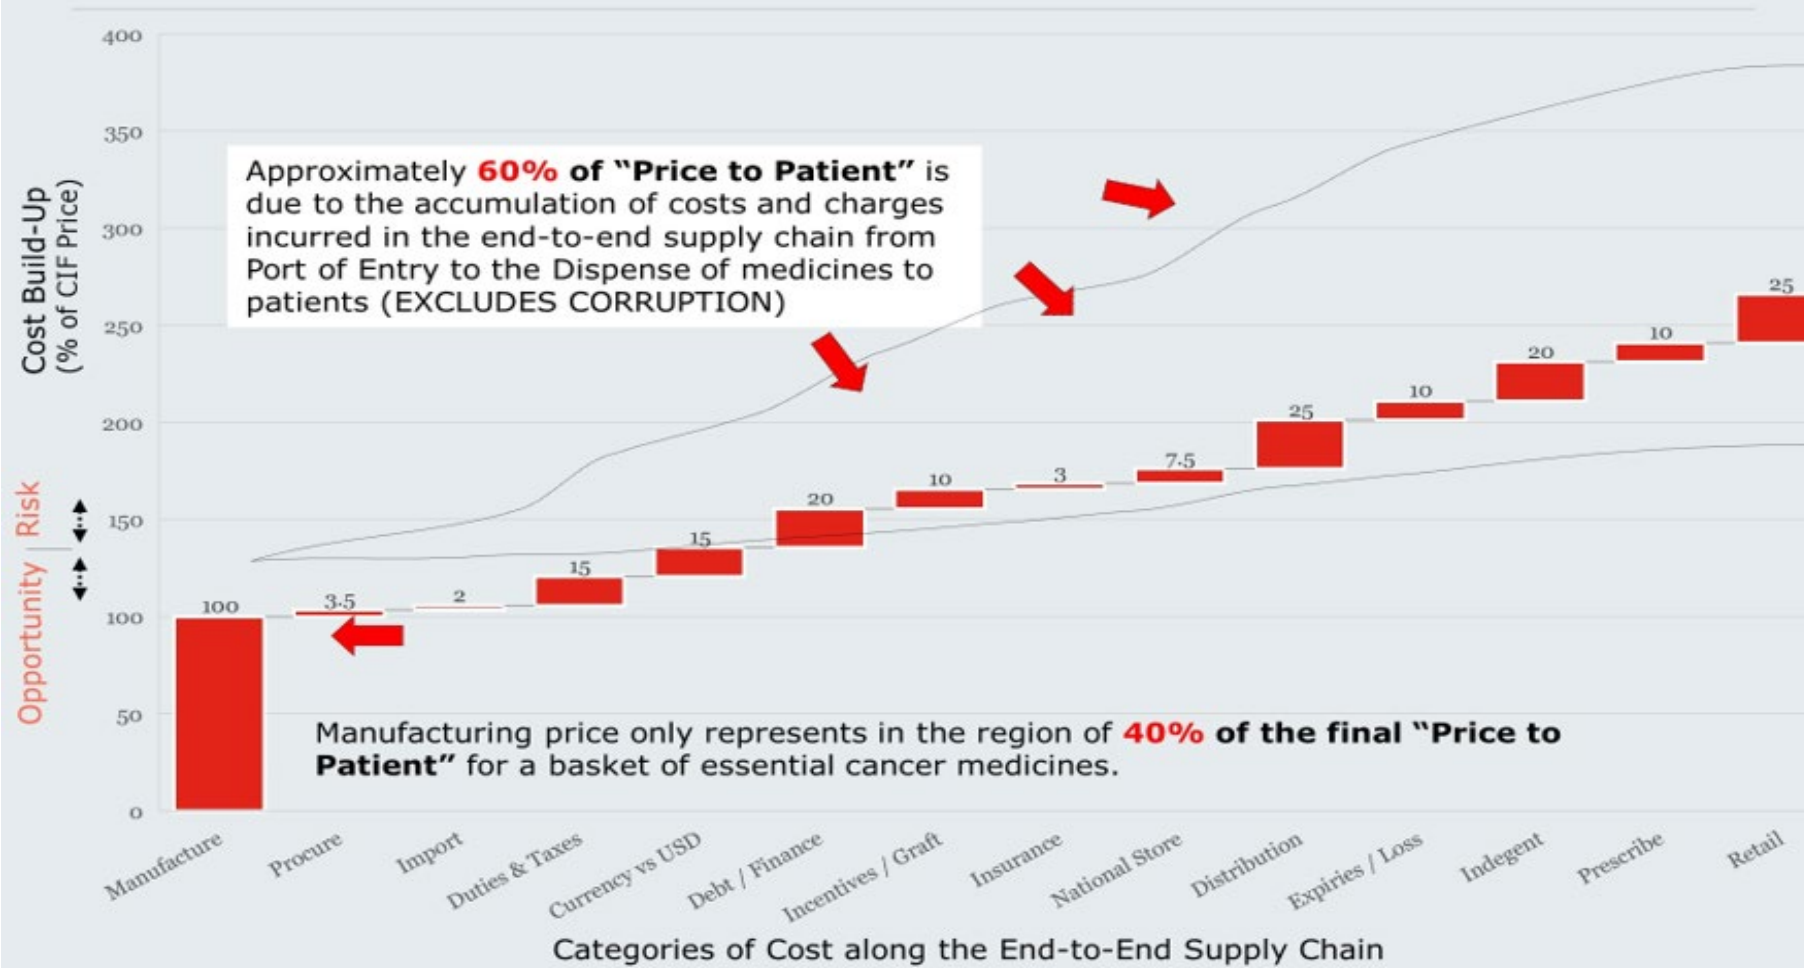 400
350
300
250
200
150
100
50
0
Cost Build-Up
(% of CIF Price)
Opportunity | Risk
Approximately 60% of “Price to Patient” is
due to the accumulation of costs and charges
incurred in the end-to-end supply chain from
Port of Entry to the Dispense of medicines to
patients (EXCLUDES CORRUPTION)
100
3.5
2
15
15
20
10
3
7.5
25
10
20
10
25
Manufacturing price only represents in the region of 40% of the final “Price to
Patient” for a basket of essential cancer medicines.
Manufacture
Procure
Import
Duties & Taxes
Currency vs USD
Debt / Finance
Incentives / Graft
Insurance
National Store
Distribution
Expiries / Loss
Indegent
Prescribe
Retail
Categories of Cost along the End-to-End Supply Chain